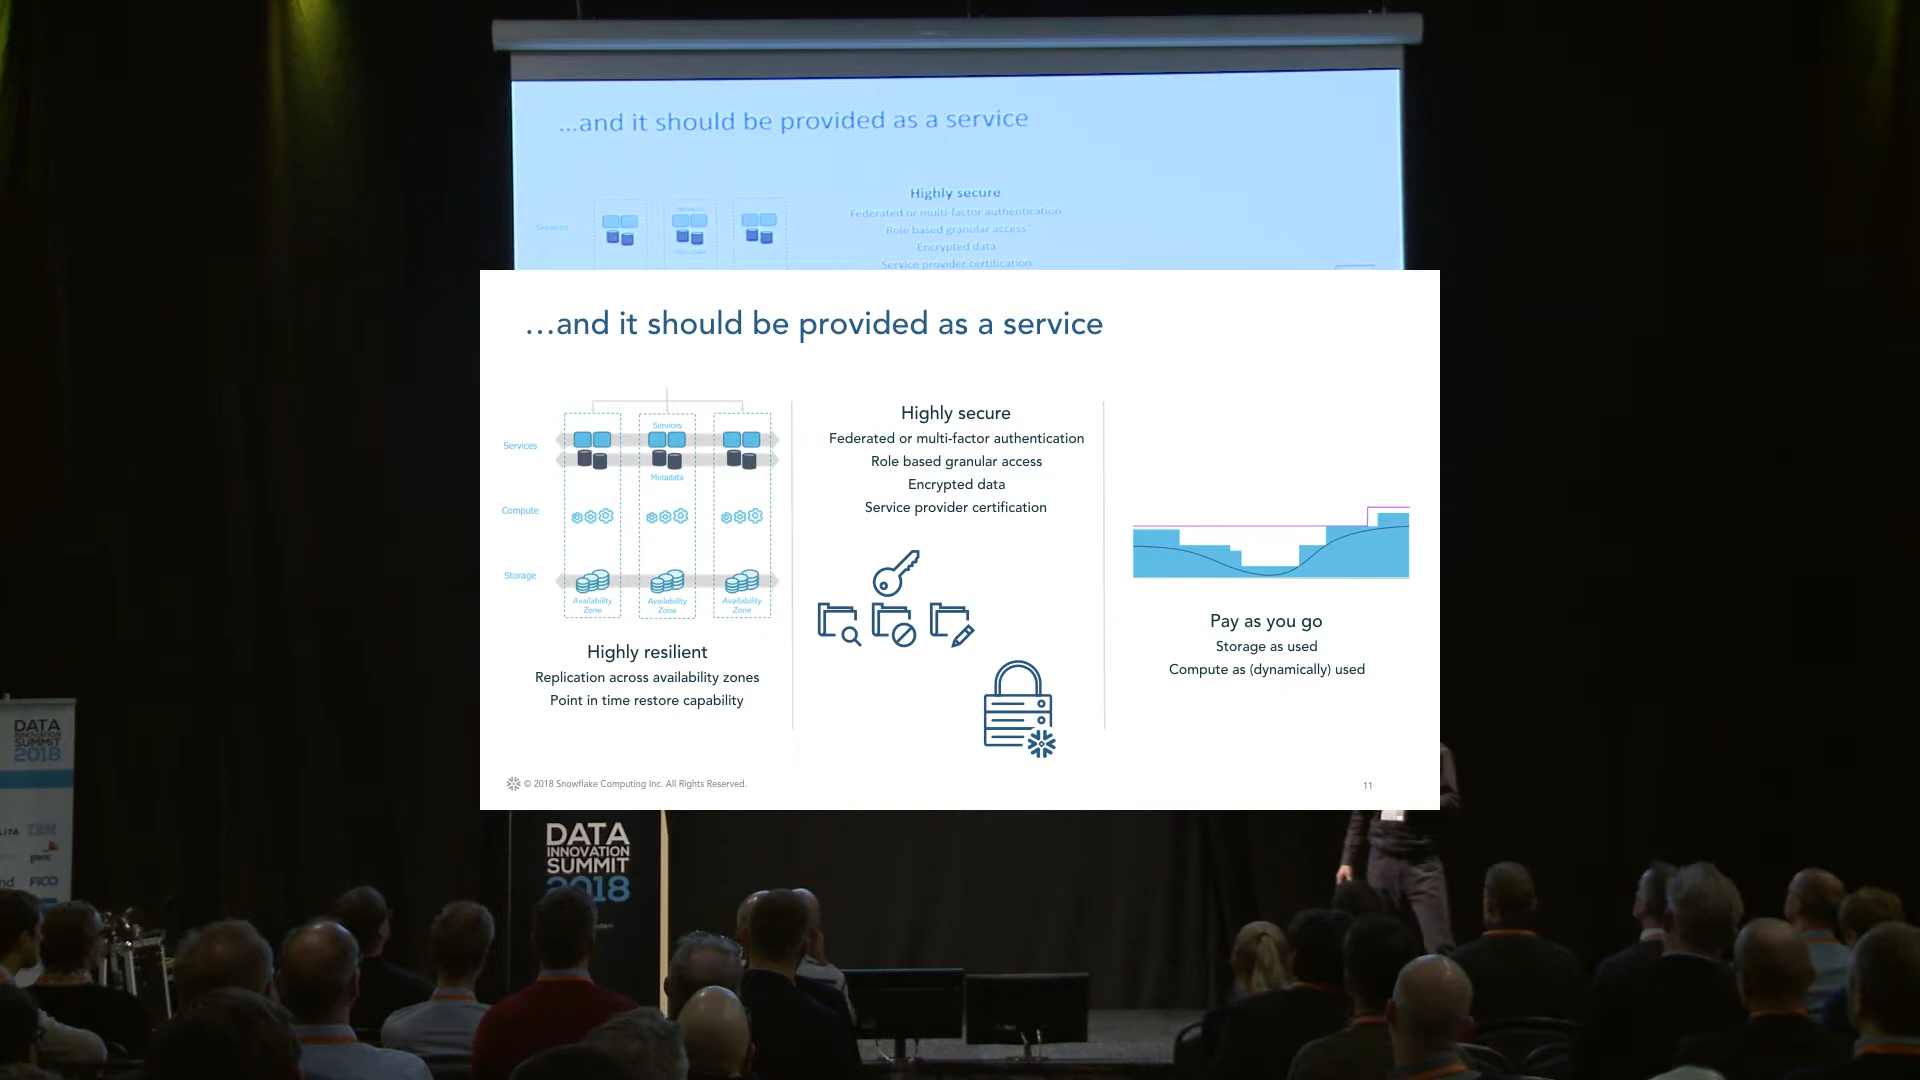 ...and it should be provided as a service
Highly secure
Federated or multi-factor authentication
Role based granular access
Encrypted data
Service provider certification
Services
…and it should be provided as a service
Services
Compute
Storage
Services
Metadata
Availability
Zone
Availability
Zone
Availability
Zone
Highly resilient
Replication across availability zones
Point in time restore capability
Highly secure
Federated or multi-factor authentication
Role based granular access
Encrypted data
Service provider certification
Pay as you go
Storage as used
Compute as (dynamically) used
© 2018 Snowflake Computing Inc. All Rights Reserved.
11
DATA
INNOVATION
SUMMIT
2018
IBM
pwc
FICO
DATA
INNOVATION
SUMMIT
2018